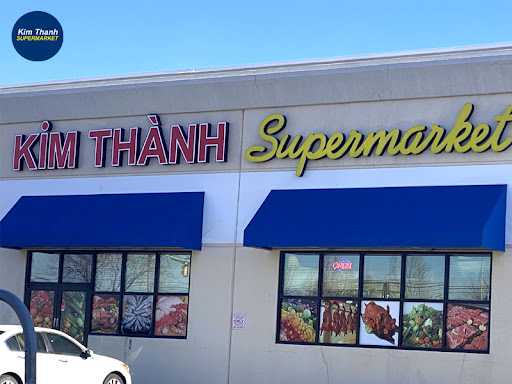 Kim Thanh
SUPERMARKET
KiM THÀNH Supermarket
OPEN